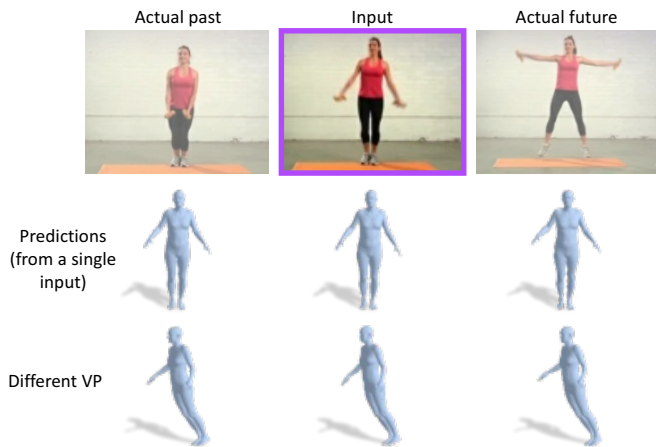 Actual past
Input
Actual future
Predictions
(from a single
input)
Different VP